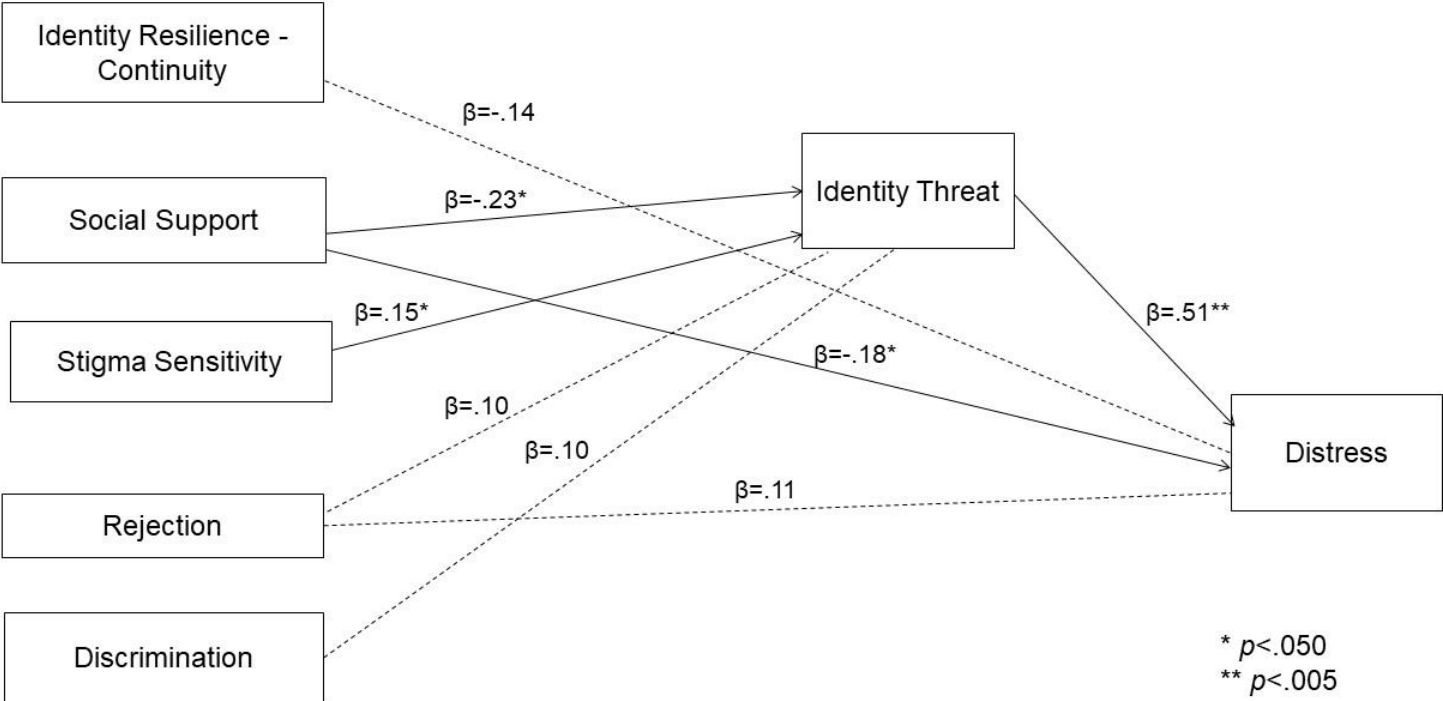 Identity Resilience -
Continuity
β=-.14
Identity Threat
Social Support
β=-.23*
β=.15*
β=.51**
Stigma Sensitivity
β=-.18*
β=.10
β=.10
Distress
β=.11
Rejection
Discrimination
* p<.050
** p<.005